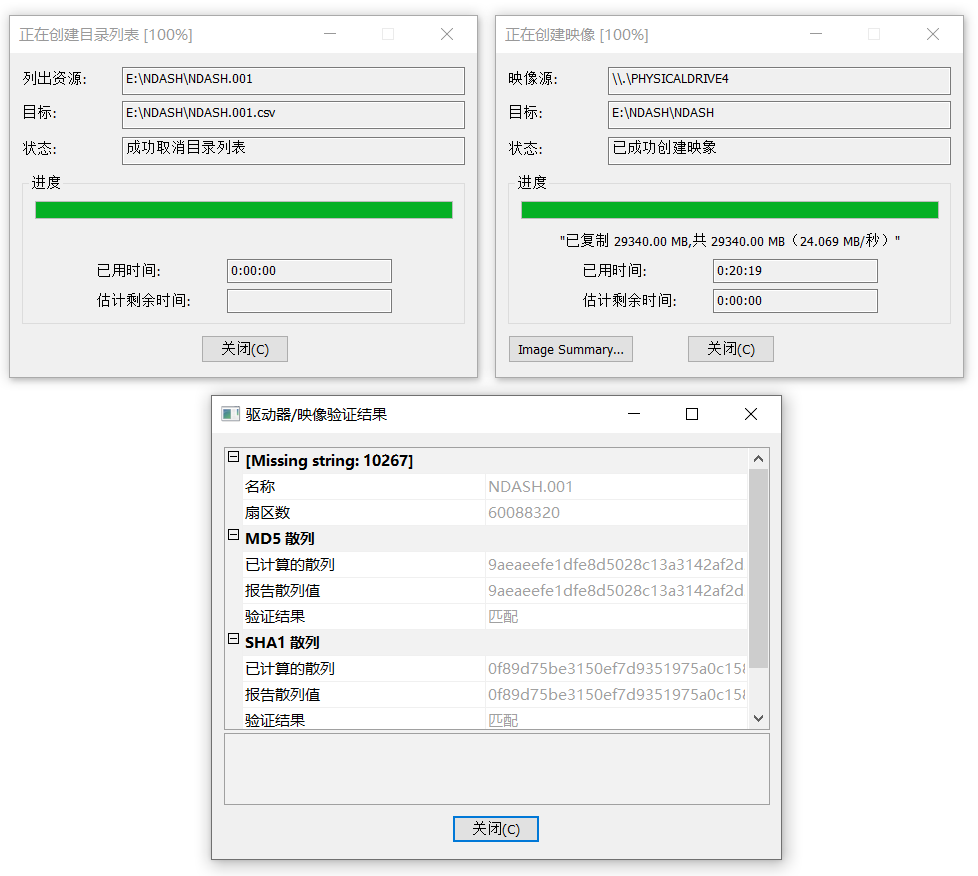 正在创建目录列表 [100%]
列出资源: E:\NDASH\NDASH.001
目标: E:\NDASH\NDASH.001.csv
状态: 成功取消目录列表
进度
已用时间: 0:00:00
估计剩余时间:
关闭(C)
正在创建映像 [100%]
映像源: \\.\PHYSICALDRIVE4
目标: E:\NDASH\NDASH
状态: 已成功创建映象
进度
"已复制 29340.00 MB,共 29340.00 MB（24.069 MB/秒）"
已用时间: 0:20:19
估计剩余时间: 0:00:00
Image Summary... 关闭(C)
驱动器/映像验证结果
[Missing string: 10267]
名称 NDASH.001
扇区数 60088320
MD5 散列
已计算的散列 9aeaeefe1dfe8d5028c13a3142af2d
报告散列值 9aeaeefe1dfe8d5028c13a3142af2d
验证结果 匹配
SHA1 散列
已计算的散列 0f89d75be3150ef7d9351975a0c158
报告散列值 0f89d75be3150ef7d9351975a0c158
验证结果 匹配
关闭(C)